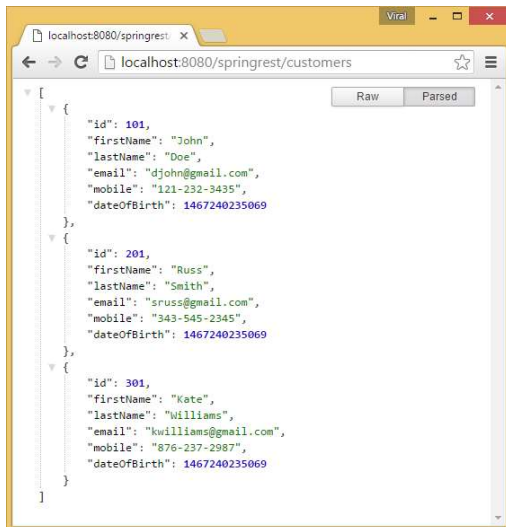 Viral
localhost:8080/springrest/
localhost:8080/springrest/customers
Raw Parsed
[
{
"id": 101,
"firstName": "John",
"lastName": "Doe",
"email": "djohn@gmail.com",
"mobile": "121-232-3435",
"dateOfBirth": 1467240235069
},
{
"id": 201,
"firstName": "Russ",
"lastName": "Smith",
"email": "sruss@gmail.com",
"mobile": "343-545-2345",
"dateOfBirth": 1467240235069
},
{
"id": 301,
"firstName": "Kate",
"lastName": "Williams",
"email": "kwilliams@gmail.com",
"mobile": "876-237-2987",
"dateOfBirth": 1467240235069
}
]